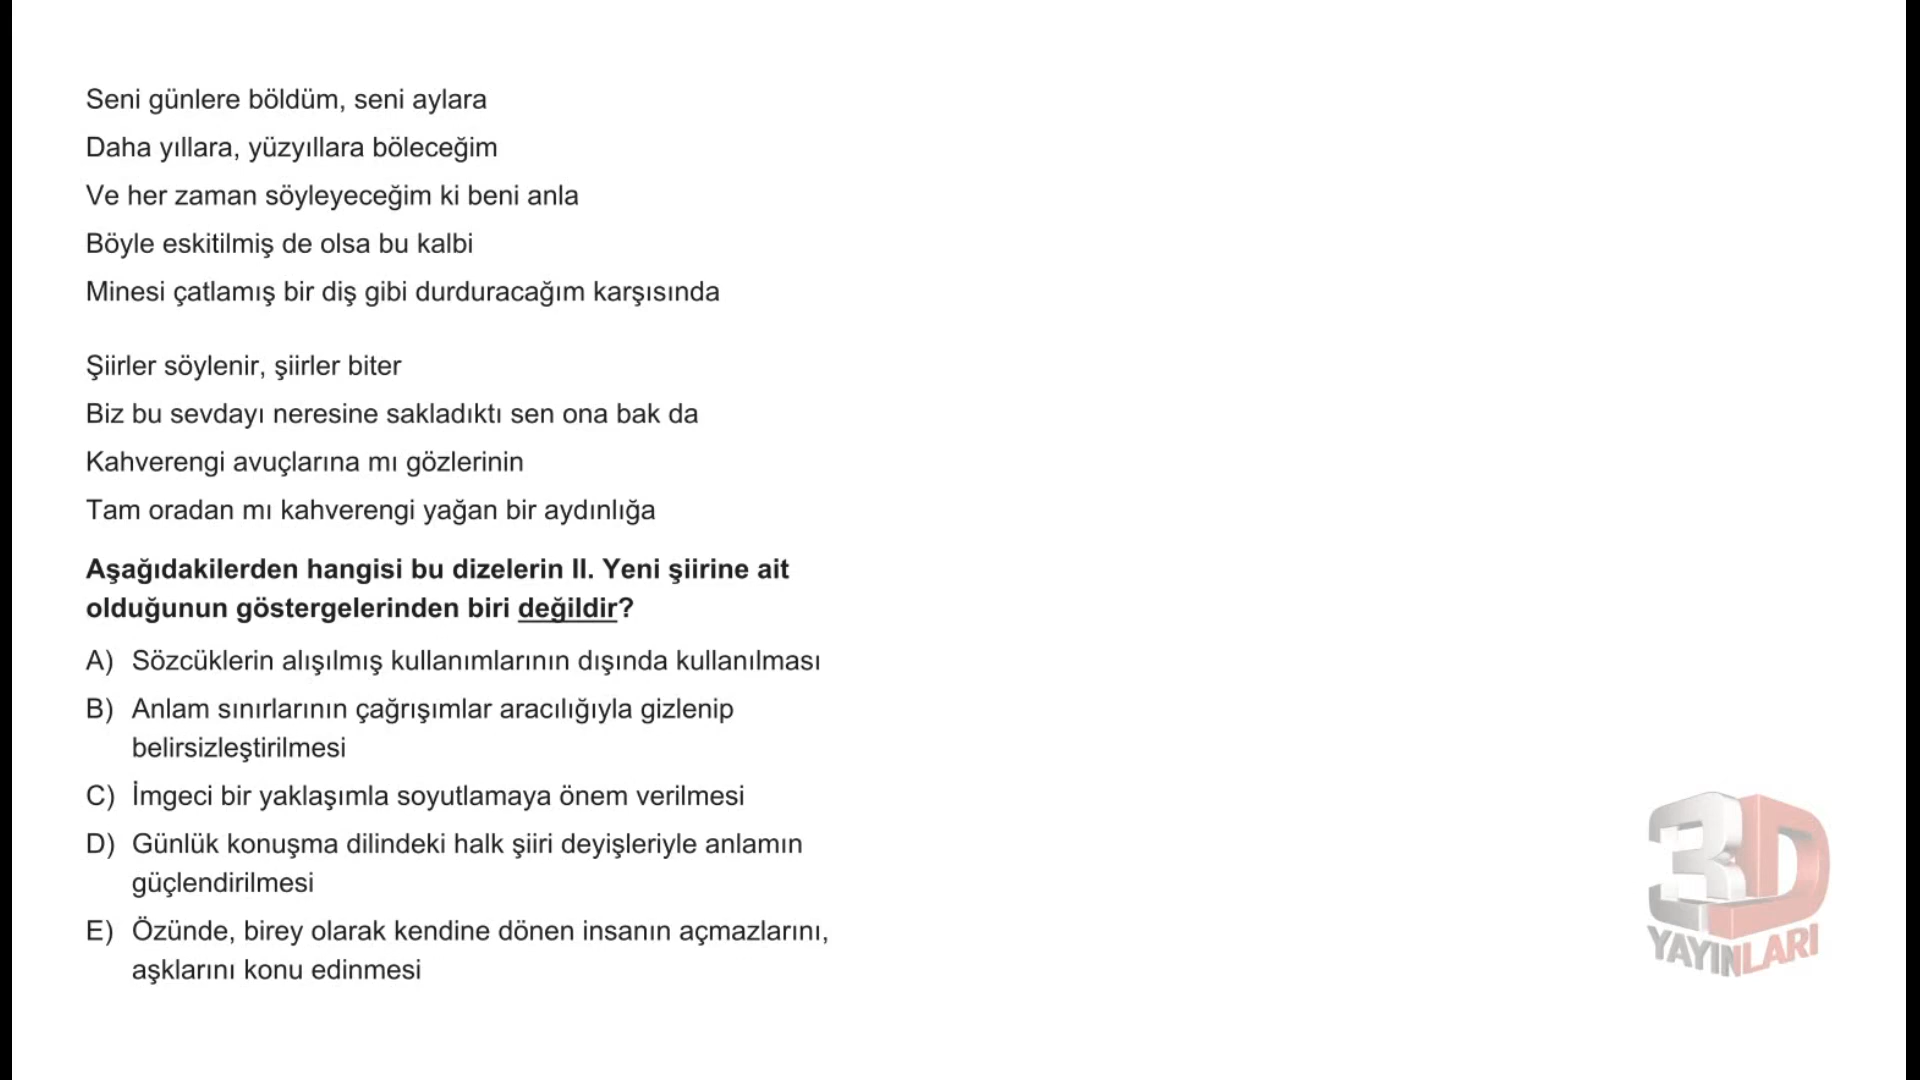 Seni günlere böldüm, seni aylara
Daha yıllara, yüzyıllara böleceğim
Ve her zaman söyleyeceğim ki beni anla
Böyle eskitilmiş de olsa bu kalbi
Minesi çatlamış bir diş gibi durduracağım karşısında
Şiirler söylenir, şiirler biter
Biz bu sevdayı neresine sakladıktı sen ona bak da
Kahverengi avuçlarına mı gözlerinin
Tam oradan mı kahverengi yağan bir aydınlığa
Aşağıdakilerden hangisi bu dizelerin II. Yeni şiirine ait
olduğunun göstergelerinden biri değildir?
A) Sözcüklerin alışılmış kullanımlarının dışında kullanılması
B) Anlam sınırlarının çağrışımlar aracılığıyla gizlenip
belirsizleştirilmesi
C) İmgeci bir yaklaşımla soyutlamaya önem verilmesi
D) Günlük konuşma dilindeki halk şiiri deyişleriyle anlamın
güçlendirilmesi
E) Özünde, birey olarak kendine dönen insanın açmazlarını,
aşklarını konu edinmesi
3D
YAYINLARI